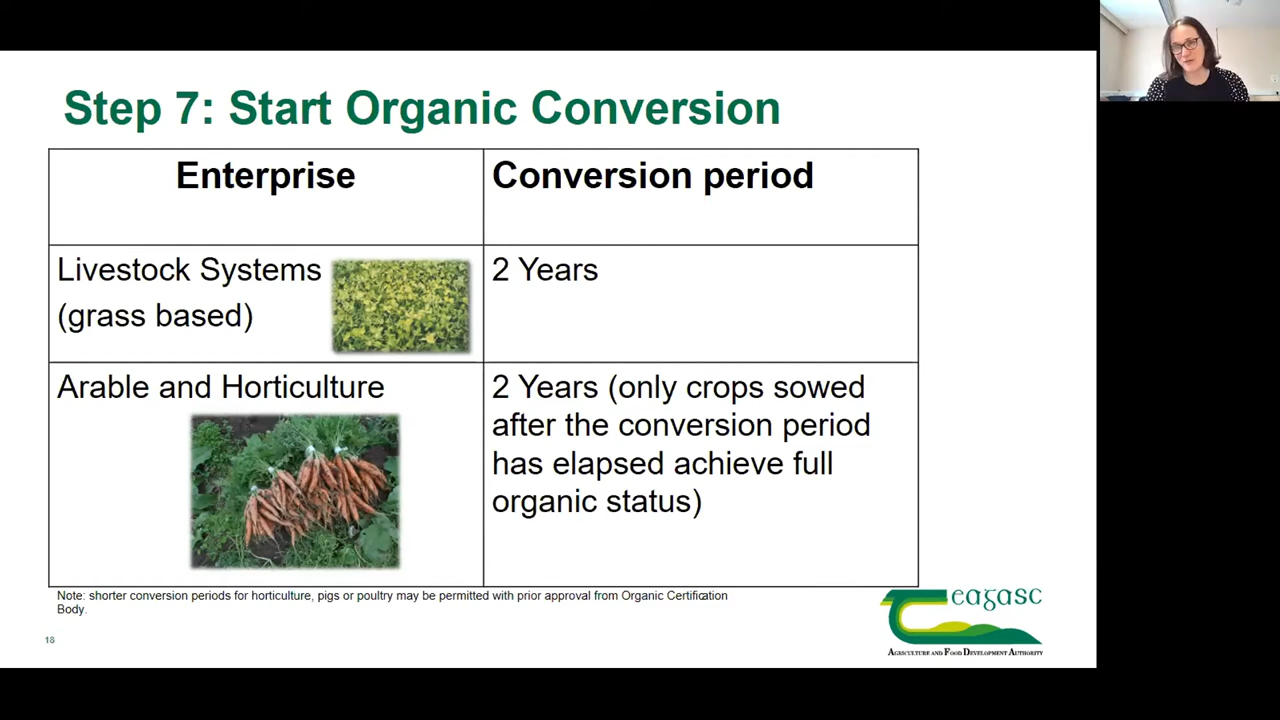 Step 7: Start Organic Conversion
Enterprise
Conversion period
Livestock Systems
(grass based)
2 Years
Arable and Horticulture
2 Years (only crops sowed
after the conversion period
has elapsed achieve full
organic status)
Note: shorter conversion periods for horticulture, pigs or poultry may be permitted with prior approval from Organic Certification
Body.
18
eagasc
AGRICULTURE AND FOOD DEVELOPMENT AUTHORITY